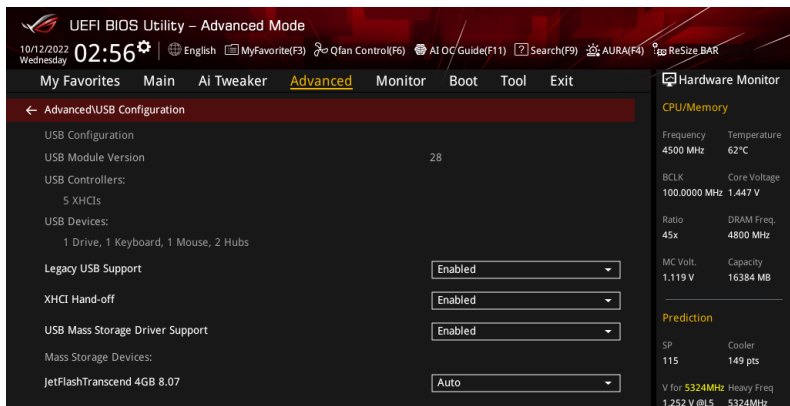 UEFI BIOS Utility – Advanced Mode
10/12/2022 Wednesday 02:56 English MyFavorite(F3) Qfan Control(F6) AI OC Guide(F11) ? Search(F9) AURA(F4) ReSize BAR
My Favorites Main Ai Tweaker Advanced Monitor Boot Tool Exit
← Advanced\USB Configuration
USB Configuration
USB Module Version 28
USB Controllers:
5 XHCIs
USB Devices:
1 Drive, 1 Keyboard, 1 Mouse, 2 Hubs
Legacy USB Support Enabled
XHCI Hand-off Enabled
USB Mass Storage Driver Support Enabled
Mass Storage Devices:
JetFlashTranscend 4GB 8.07 Auto
Hardware Monitor
CPU/Memory
Frequency Temperature
4500 MHz 62°C
BCLK Core Voltage
100.0000 MHz 1.447 V
Ratio DRAM Freq.
45x 4800 MHz
MC Volt. Capacity
1.119 V 16384 MB
Prediction
SP Cooler
115 149 pts
V for 5324MHz Heavy Freq
1.252 V @L5 5324MHz